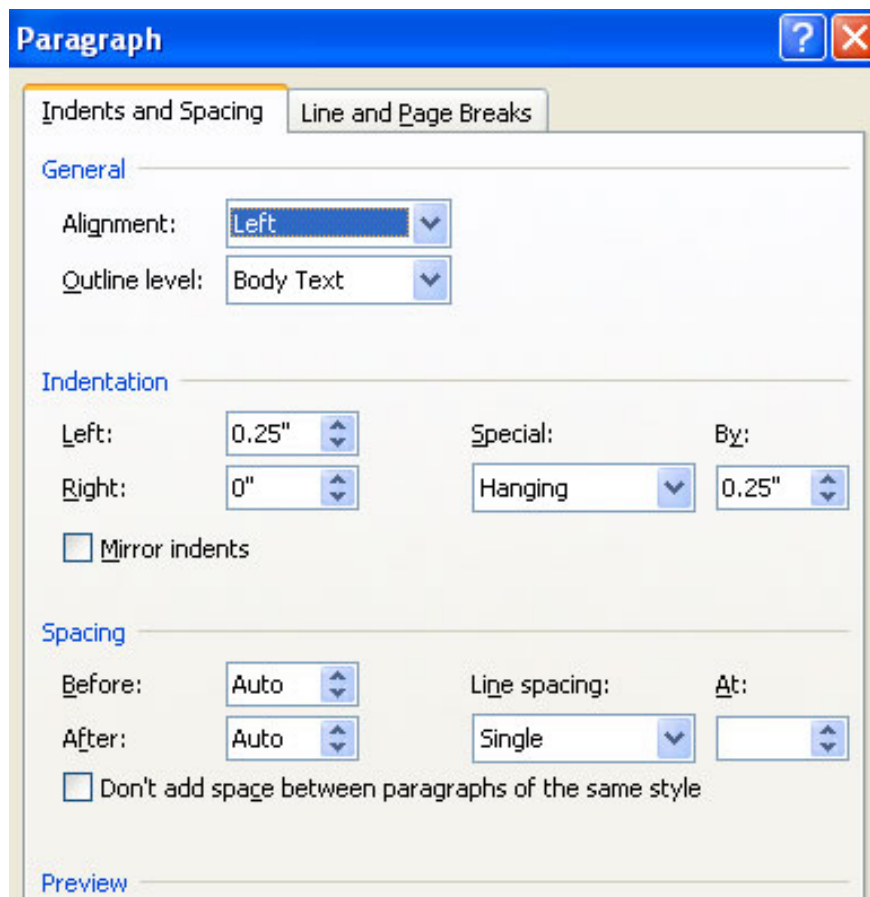 Paragraph
Indents and Spacing Line and Page Breaks
General
Alignment: Left
Outline level: Body Text
Indentation
Left: 0.25" Special: By:
Right: 0" Hanging 0.25"
Mirror indents
Spacing
Before: Auto Line spacing: At:
After: Auto Single
Don't add space between paragraphs of the same style
Preview